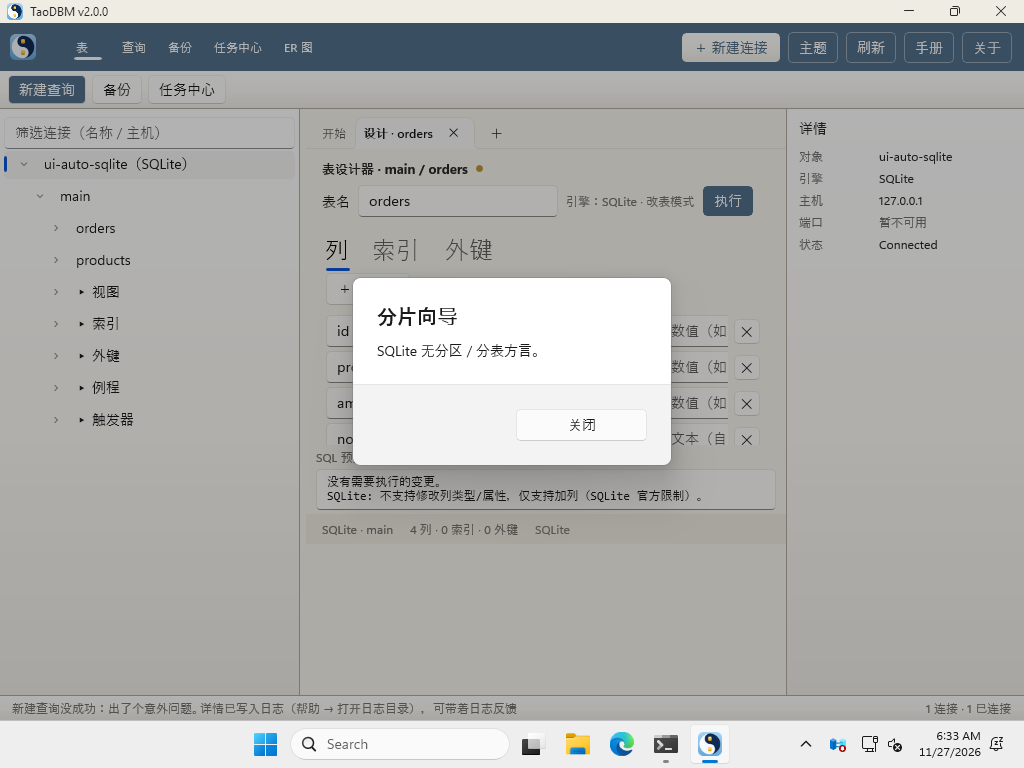 TaoDBM v2.0.0
表 查询 备份 任务中心 ER 图 + 新建连接 主题 刷新 手册 关于
新建查询 备份 任务中心
筛选连接（名称 / 主机）
ui-auto-sqlite（SQLite）
main
orders
products
视图
索引
外键
例程
触发器
开始 设计 · orders
表设计器 · main / orders
表名 orders 引擎：SQLite · 改表模式 执行
列 索引 外键
+
id 数值（如
pr 数值（如
am 数值（如
no 文本（自
分片向导
SQLite 无分区 / 分表方言。
关闭
SQL 预
没有需要执行的变更。
SQLite: 不支持修改列类型/属性、仅支持加列（SQLite 官方限制）。
SQLite · main 4 列 · 0 索引 · 0 外键 SQLite
详情
对象 ui-auto-sqlite
引擎 SQLite
主机 127.0.0.1
端口 暂不可用
状态 Connected
新建查询没成功：出了个意外问题。详情已写入日志（帮助 → 打开日志目录），可带着日志反馈 1 连接 · 1 已连接
Search
6:33 AM
11/27/2026